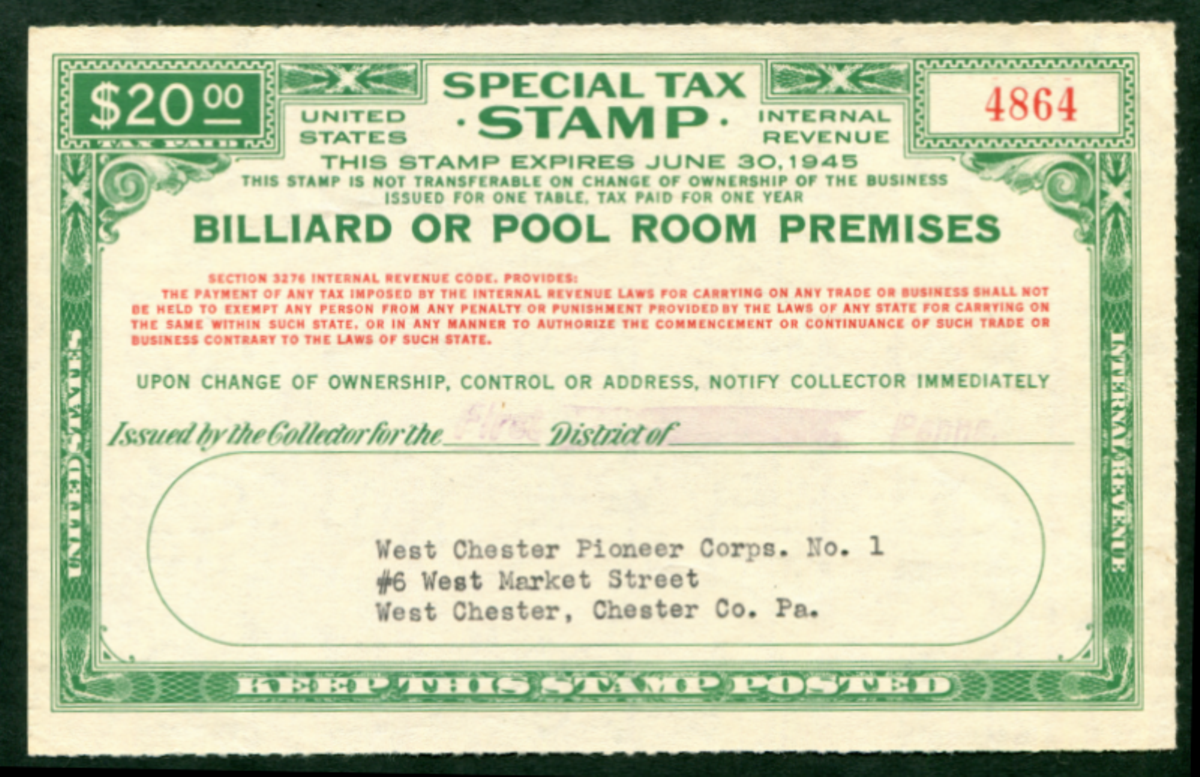 $20 00
TAX PAID
UNITED STATES
SPECIAL TAX
· STAMP ·
INTERNAL REVENUE
4864
THIS STAMP EXPIRES JUNE 30, 1945
THIS STAMP IS NOT TRANSFERABLE ON CHANGE OF OWNERSHIP OF THE BUSINESS
ISSUED FOR ONE TABLE, TAX PAID FOR ONE YEAR
BILLIARD OR POOL ROOM PREMISES
SECTION 3276 INTERNAL REVENUE CODE, PROVIDES:
THE PAYMENT OF ANY TAX IMPOSED BY THE INTERNAL REVENUE LAWS FOR CARRYING ON ANY TRADE OR BUSINESS SHALL NOT
BE HELD TO EXEMPT ANY PERSON FROM ANY PENALTY OR PUNISHMENT PROVIDED BY THE LAWS OF ANY STATE FOR CARRYING ON
THE SAME WITHIN SUCH STATE, OR IN ANY MANNER TO AUTHORIZE THE COMMENCEMENT OR CONTINUANCE OF SUCH TRADE OR
BUSINESS CONTRARY TO THE LAWS OF SUCH STATE.
UPON CHANGE OF OWNERSHIP, CONTROL OR ADDRESS, NOTIFY COLLECTOR IMMEDIATELY
Issued by the Collector for the First District of Penna.
West Chester Pioneer Corps. No. 1
#6 West Market Street
West Chester, Chester Co. Pa.
UNITED STATES
INTERNAL REVENUE
KEEP THIS STAMP POSTED